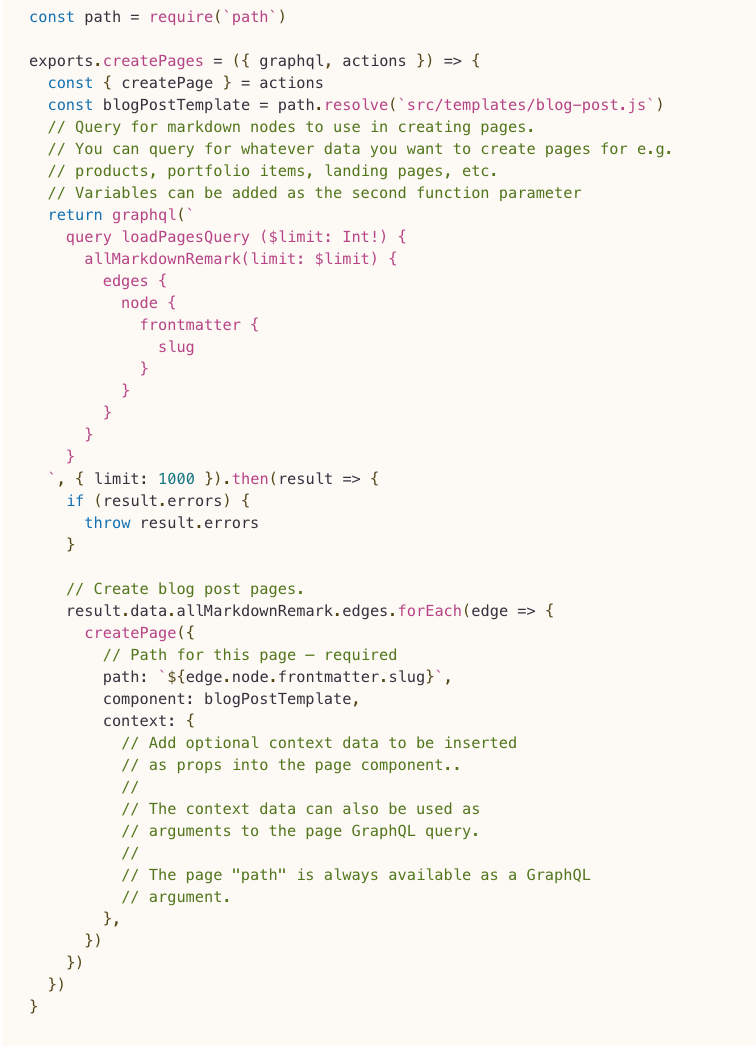 const path = require(`path`)

exports.createPages = ({ graphql, actions }) => {
  const { createPage } = actions
  const blogPostTemplate = path.resolve(`src/templates/blog-post.js`)
  // Query for markdown nodes to use in creating pages.
  // You can query for whatever data you want to create pages for e.g.
  // products, portfolio items, landing pages, etc.
  // Variables can be added as the second function parameter
  return graphql(`
    query loadPagesQuery ($limit: Int!) {
      allMarkdownRemark(limit: $limit) {
        edges {
          node {
            frontmatter {
              slug
            }
          }
        }
      }
    }
  `, { limit: 1000 }).then(result => {
    if (result.errors) {
      throw result.errors
    }

    // Create blog post pages.
    result.data.allMarkdownRemark.edges.forEach(edge => {
      createPage({
        // Path for this page — required
        path: `${edge.node.frontmatter.slug}`,
        component: blogPostTemplate,
        context: {
          // Add optional context data to be inserted
          // as props into the page component..
          //
          // The context data can also be used as
          // arguments to the page GraphQL query.
          //
          // The page "path" is always available as a GraphQL
          // argument.
        },
      })
    })
  })
}